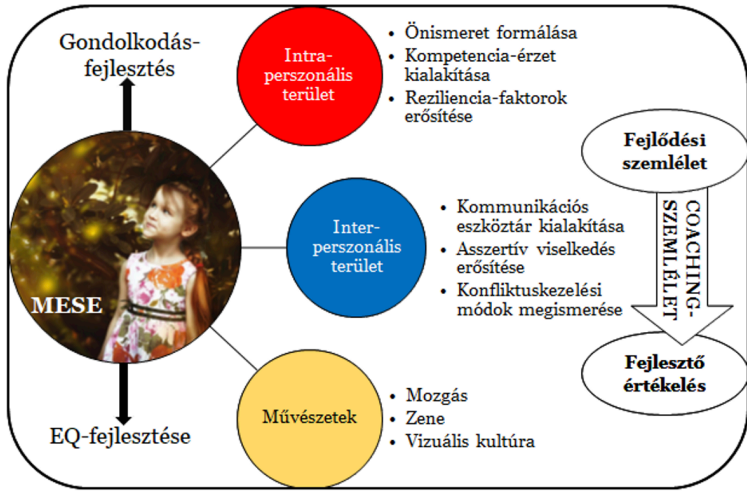 Gondolkodás-
fejlesztés
MESE
EQ-fejlesztése
Intra-
perszonális
terület
• Önismeret formálása
• Kompetencia-érzet
kialakítása
• Reziliencia-faktorok
erősítése
Inter-
perszonális
terület
• Kommunikációs
eszköztár kialakítása
• Asszertív viselkedés
erősítése
• Konfliktuskezelési
módok megismerése
Művészetek
• Mozgás
• Zene
• Vizuális kultúra
Fejlődési
szemlélet
COACHING-
SZEMLÉLET
Fejlesztő
értékelés